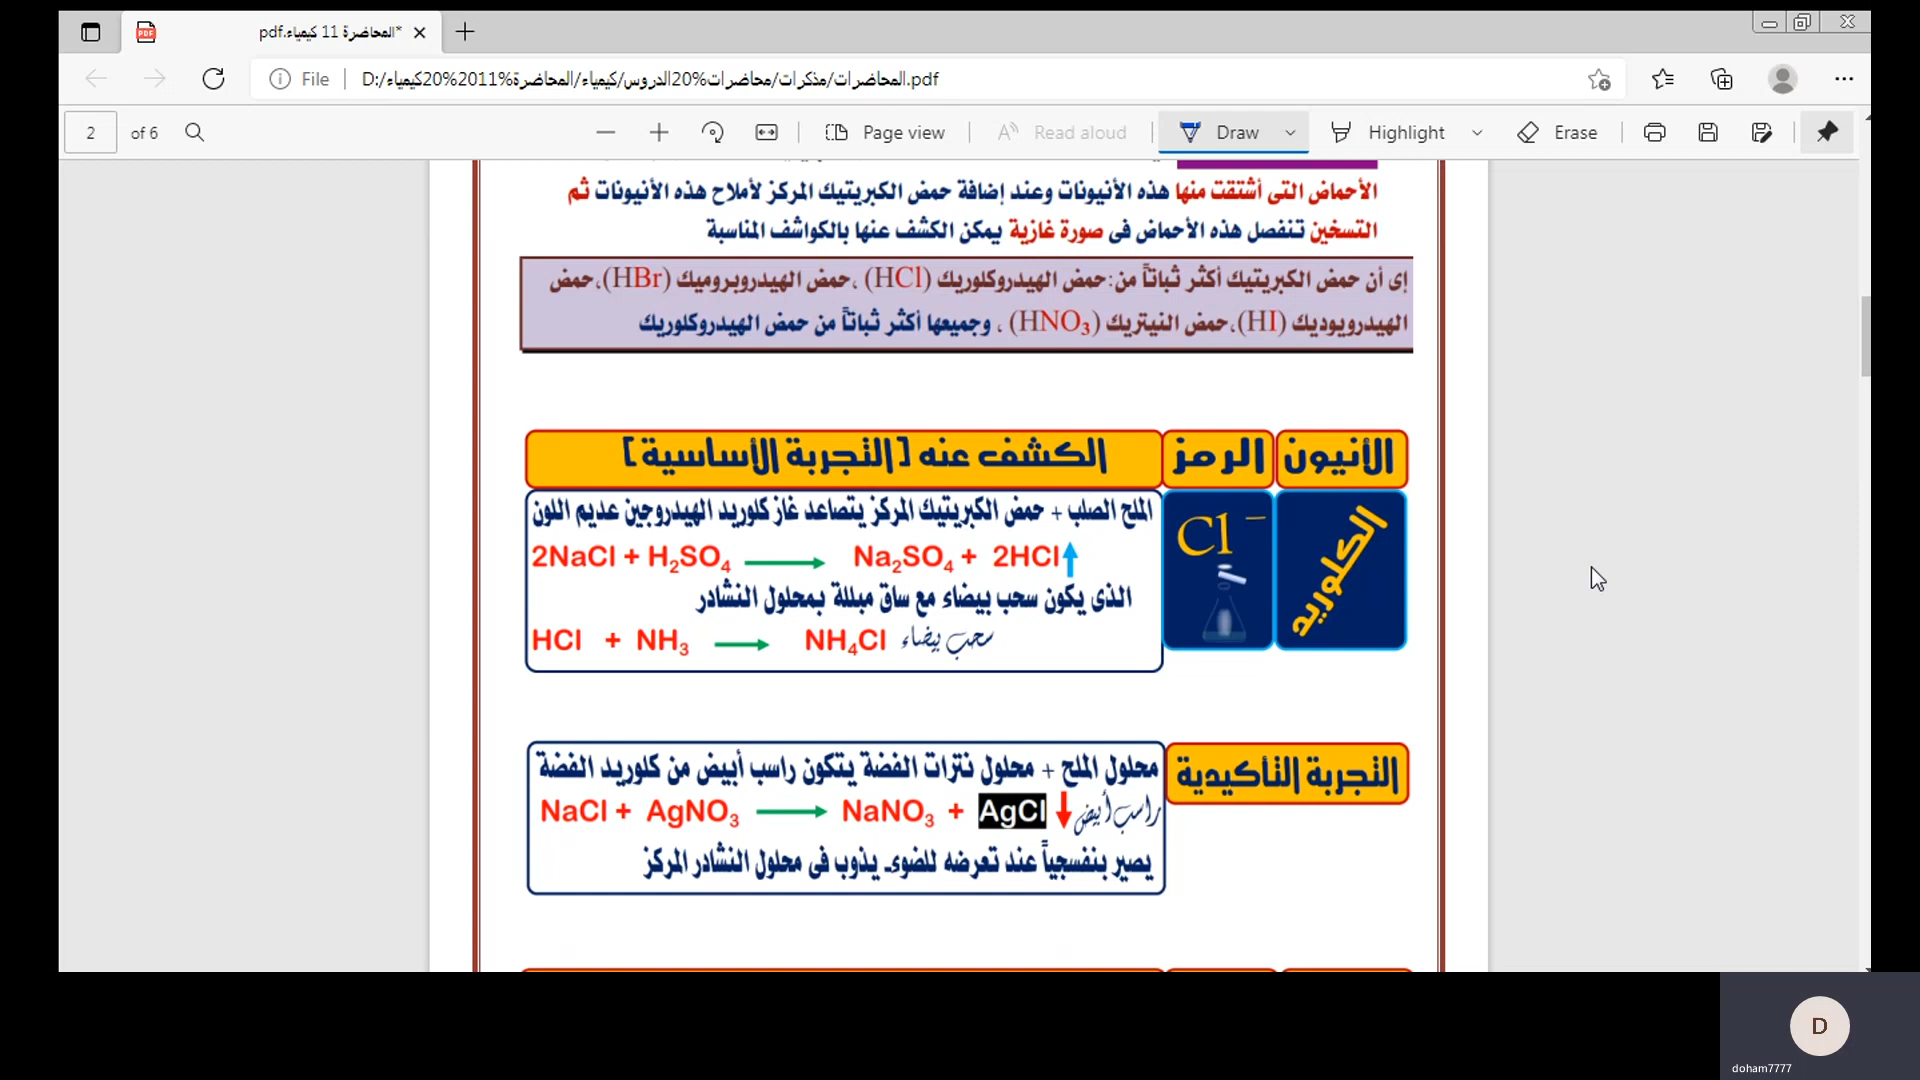 المحاضرة 11 كيمياء.pdf*
File
D:/المحاضرات/مذكرات/محاضرات%20الدروس/كيمياء/المحاضرة%2011%20كيمياء.pdf
2 of 6
Page view
Read aloud
Draw
Highlight
Erase
الأحماض التى أشتقت منها هذه الأنيونات وعند إضافة حمض الكبريتيك المركز لأملاح هذه الأنيونات ثم
التسخين تنفصل هذه الأحماض فى صورة غازية يمكن الكشف عنها بالكواشف المناسبة
إى أن حمض الكبريتيك أكثر ثباتاً من:حمض الهيدروكلوريك (HCl) ،حمض الهيدروبروميك (HBr)،حمض
الهيدرويوديك (HI)،حمض النيتريك (HNO₃) ، وجميعها أكثر ثباتاً من حمض الهيدروكلوريك
الأنيون
الرمز
الكشف عنه [التجربة الأساسية]
الكلوريد
Cl⁻
الملح الصلب + حمض الكبريتيك المركز يتصاعد غاز كلوريد الهيدروجين عديم اللون
2NaCl + H₂SO₄ ⟶ Na₂SO₄ + 2HCl↑
الذى يكون سحب بيضاء مع ساق مبللة بمحلول النشادر
HCl + NH₃ ⟶ NH₄Cl سحب بيضاء
التجربة التأكيدية
محلول الملح + محلول نترات الفضة يتكون راسب أبيض من كلوريد الفضة
NaCl + AgNO₃ ⟶ NaNO₃ + AgCl ↓ راسب أبيض
يصير بنفسجياً عند تعرضه للضوء۔ يذوب فى محلول النشادر المركز
D
doham7777